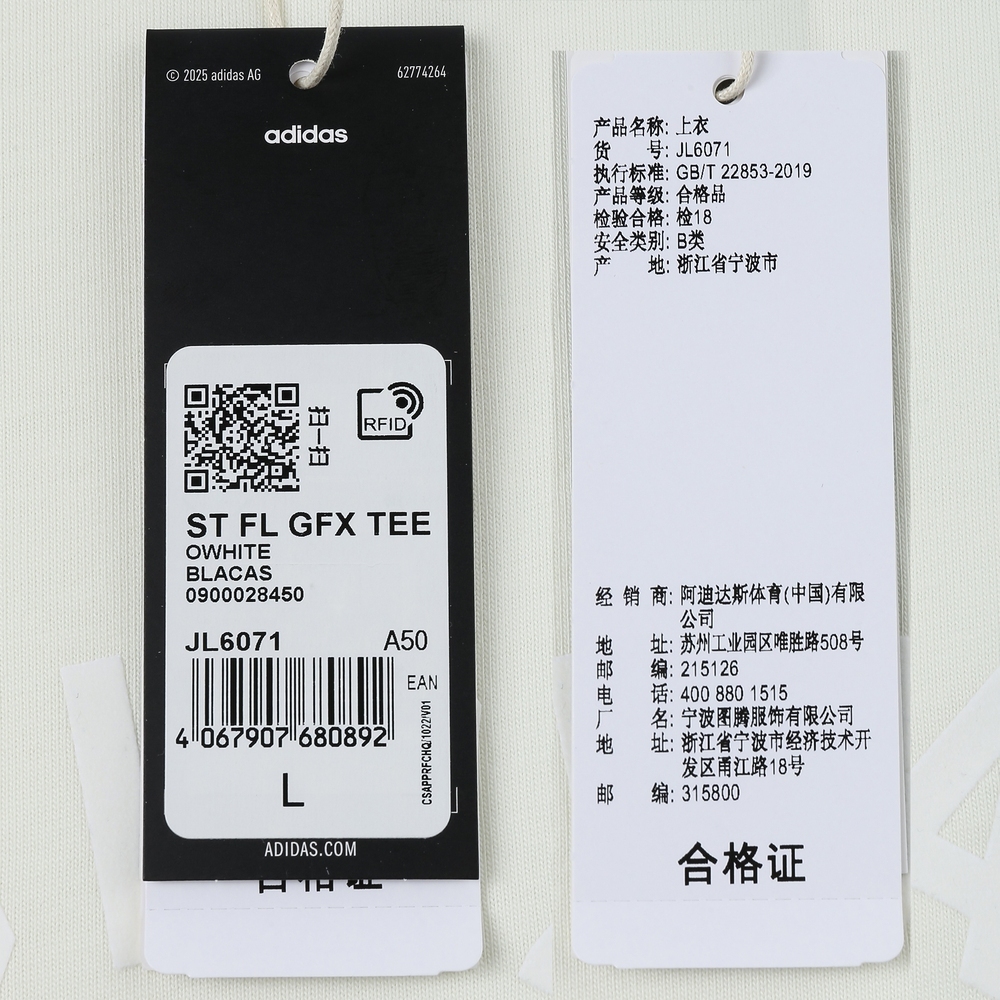 © 2025 adidas AG
62774264
adidas
扫一扫
RFID
ST FL GFX TEE
OWHITE
BLACAS
0900028450
JL6071
A50
EAN
4 067907 680892
CSAPPRFCHQ/1022/V01
L
ADIDAS.COM
合格证
产品名称: 上衣
货 号: JL6071
执行标准: GB/T 22853-2019
产品等级: 合格品
检验合格: 检18
安全类别: B类
产 地: 浙江省宁波市
经 销 商: 阿迪达斯体育(中国)有限
公司
地 址: 苏州工业园区唯胜路508号
邮 编: 215126
电 话: 400 880 1515
厂 名: 宁波图腾服饰有限公司
地 址: 浙江省宁波市经济技术开
发区甬江路18号
邮 编: 315800
合格证